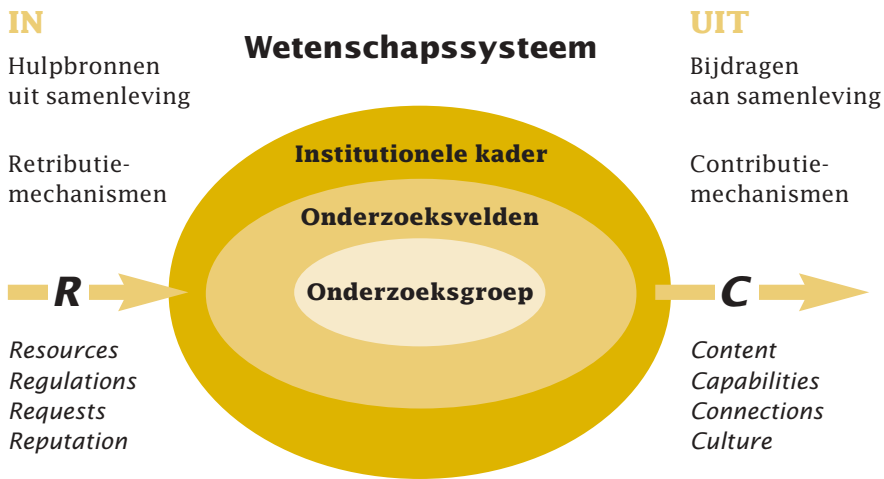 IN
Hulpbronnen
uit samenleving
Retributie-
mechanismen
R
Resources
Regulations
Requests
Reputation
Wetenschapssysteem
Institutionele kader
Onderzoeksvelden
Onderzoeksgroep
UIT
Bijdragen
aan samenleving
Contributie-
mechanismen
C
Content
Capabilities
Connections
Culture